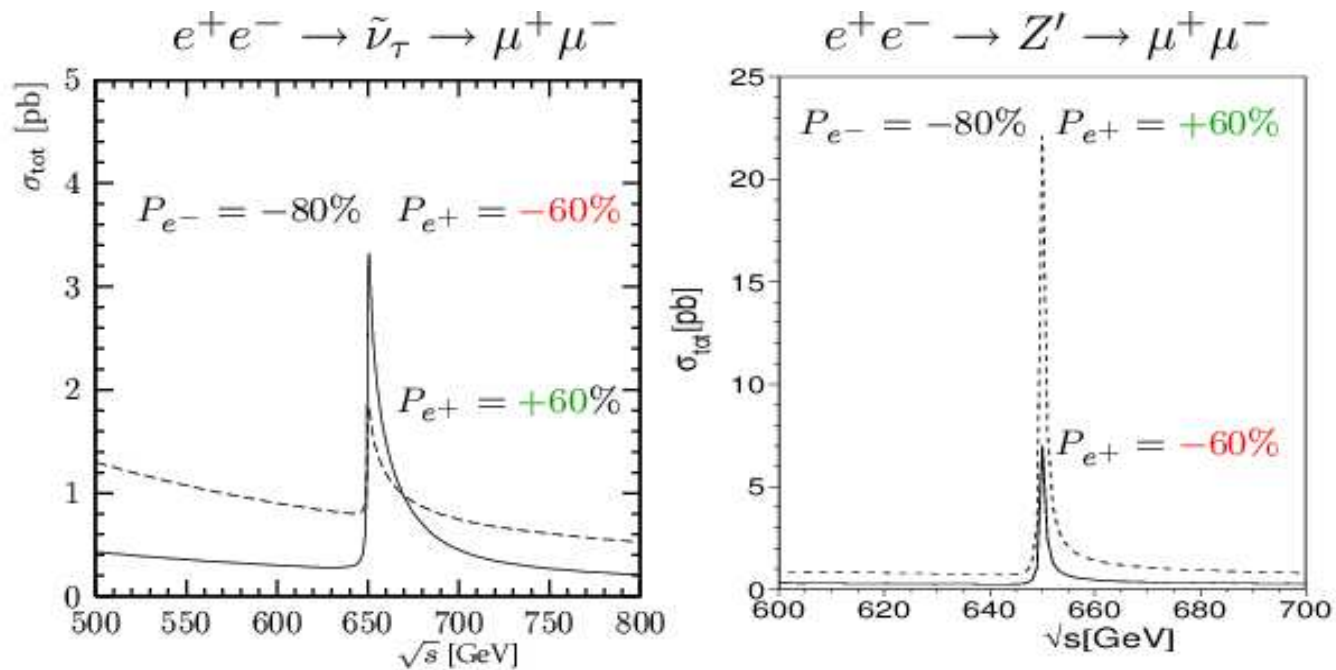 e⁺e⁻ → ν̃_τ → μ⁺μ⁻
σ_tot [pb]
5
4
3
2
1
0
P_e− = −80% P_e+ = −60%
P_e+ = +60%
500 550 600 650 700 750 800
√s [GeV]
e⁺e⁻ → Z′ → μ⁺μ⁻
σ_tot[pb]
25
20
15
10
5
0
P_e− = −80% P_e+ = +60%
P_e+ = −60%
600 620 640 660 680 700
√s[GeV]